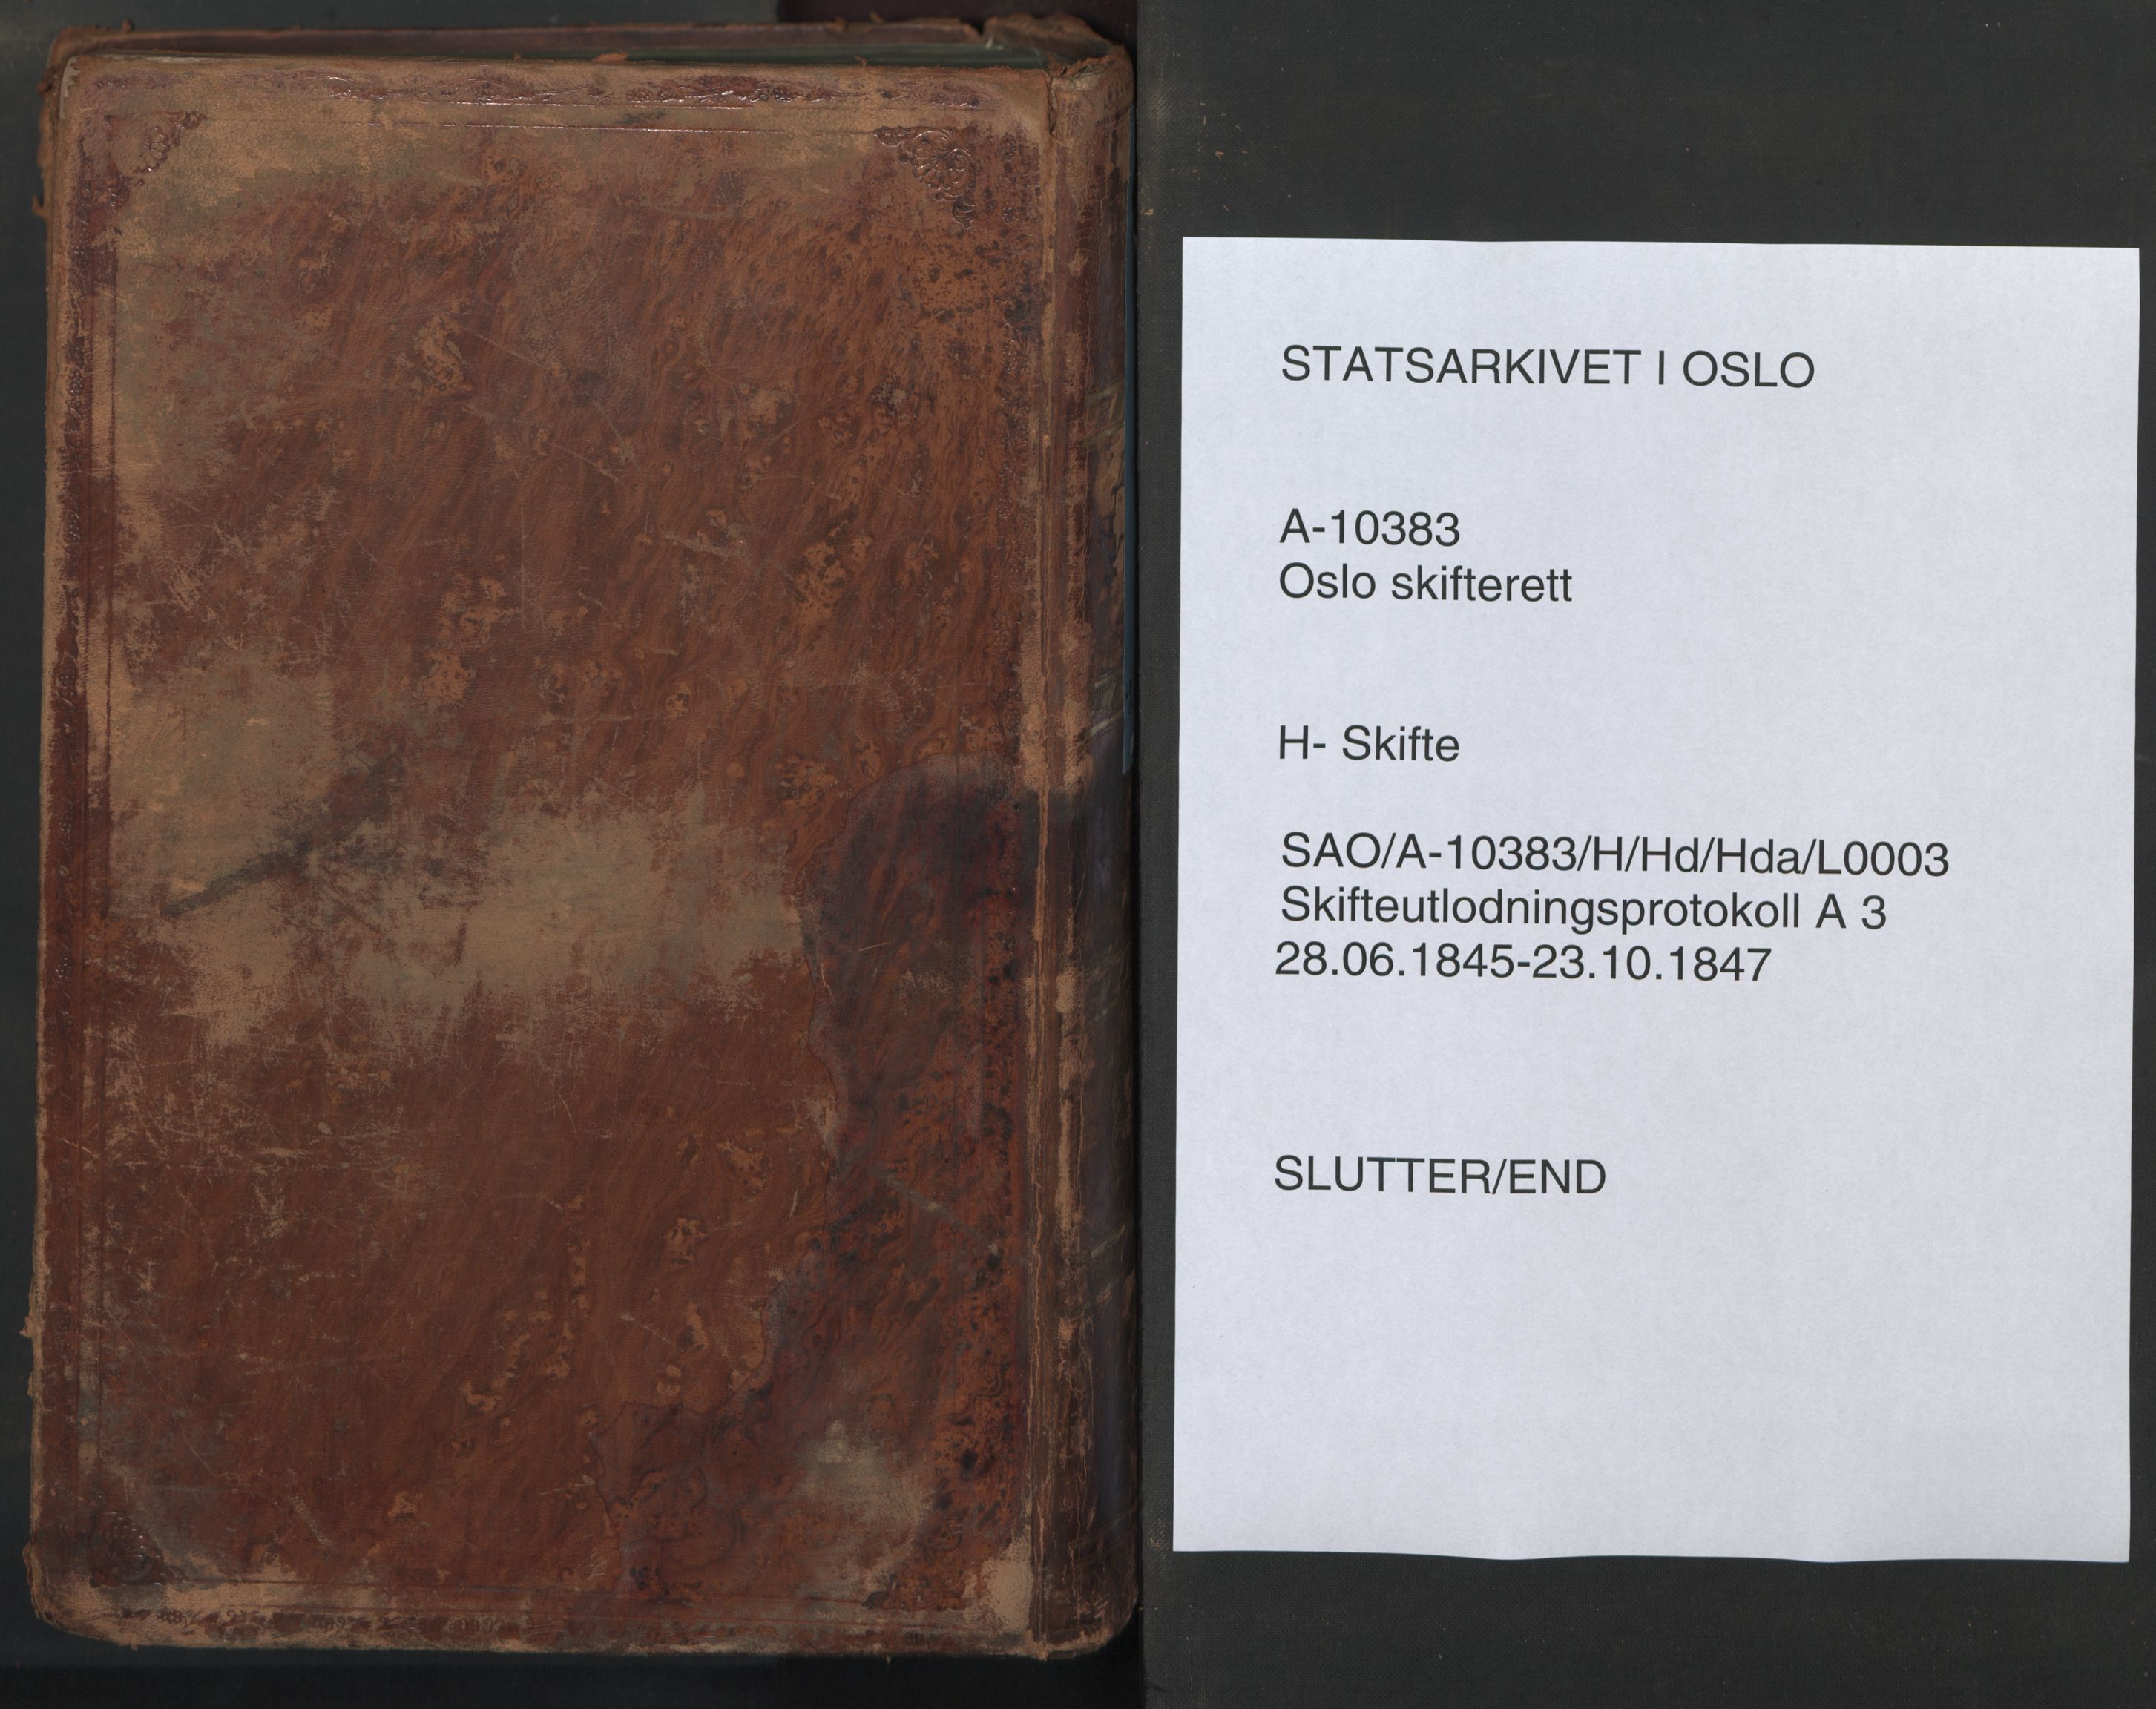 STATSARKIVET I OSLO
A-10383
Oslo skifterett
H- Skifte
SAO/A-10383/H/Hd/Hda/L0003
Skifteutlodningsprotokoll A 3
28.06.1845-23.10.1847
SLUTTER/END